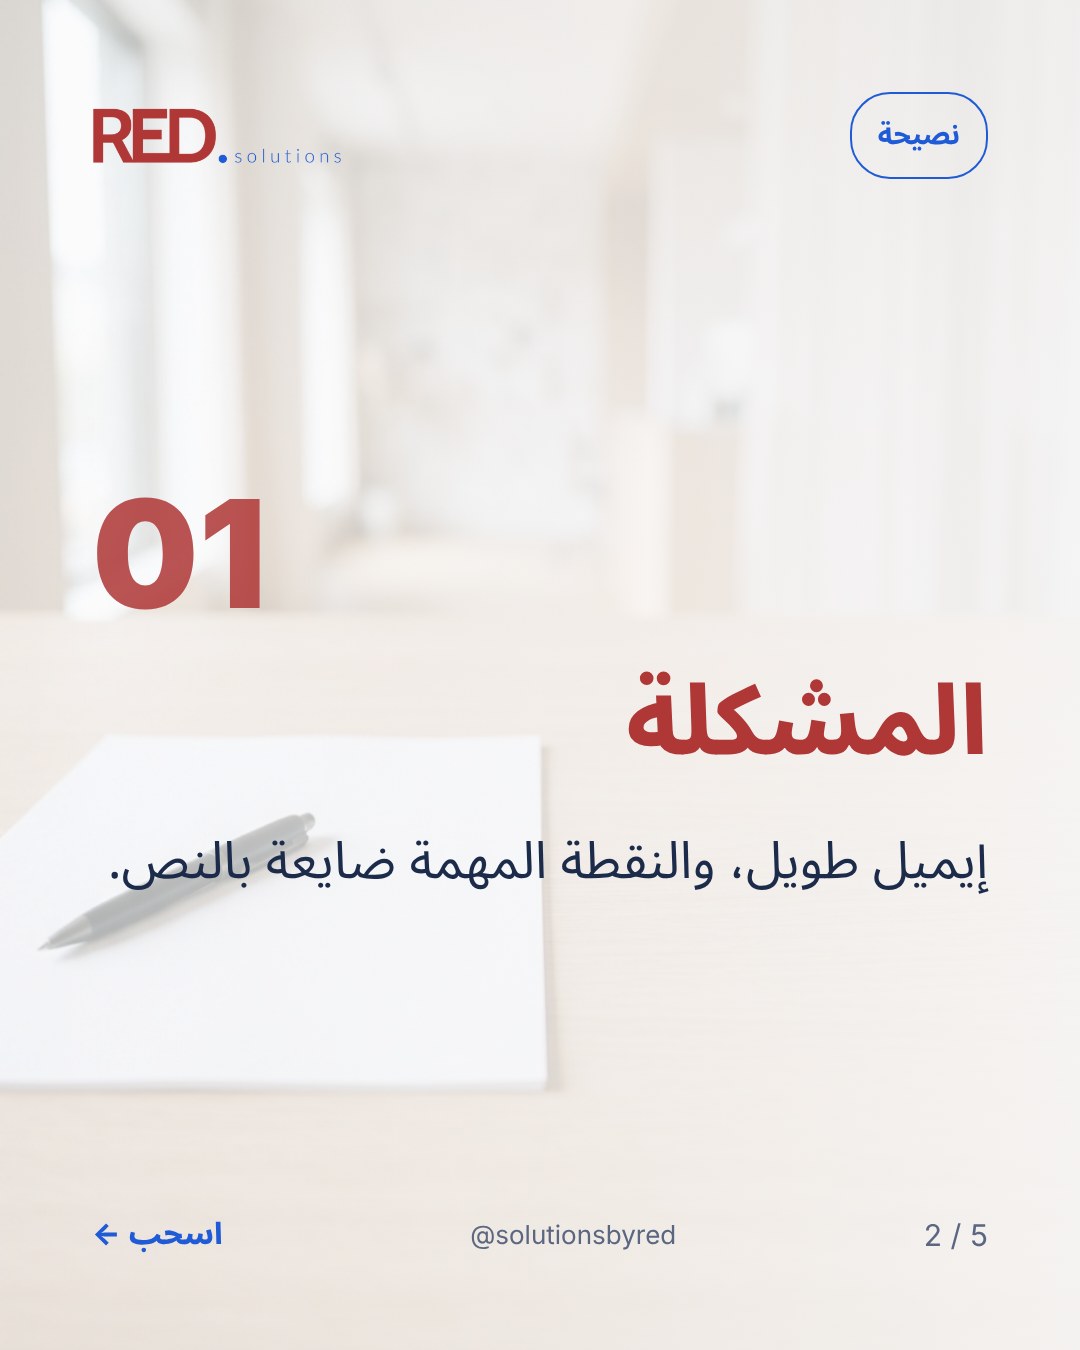 RED.solutions
نصيحة
01
المشكلة
إيميل طويل، والنقطة المهمة ضايعة بالنص.
اسحب ←
@solutionsbyred
2 / 5